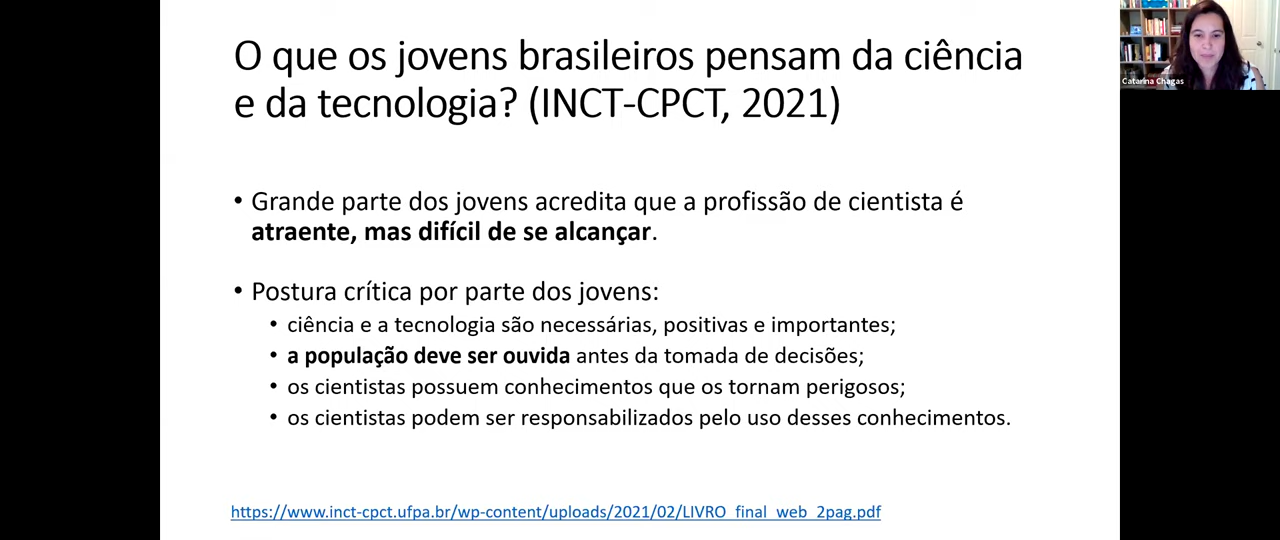 O que os jovens brasileiros pensam da ciência
e da tecnologia? (INCT-CPCT, 2021)
Catarina Chagas
• Grande parte dos jovens acredita que a profissão de cientista é
atraente, mas difícil de se alcançar.
• Postura crítica por parte dos jovens:
• ciência e a tecnologia são necessárias, positivas e importantes;
• a população deve ser ouvida antes da tomada de decisões;
• os cientistas possuem conhecimentos que os tornam perigosos;
• os cientistas podem ser responsabilizados pelo uso desses conhecimentos.
https://www.inct-cpct.ufpa.br/wp-content/uploads/2021/02/LIVRO_final_web_2pag.pdf